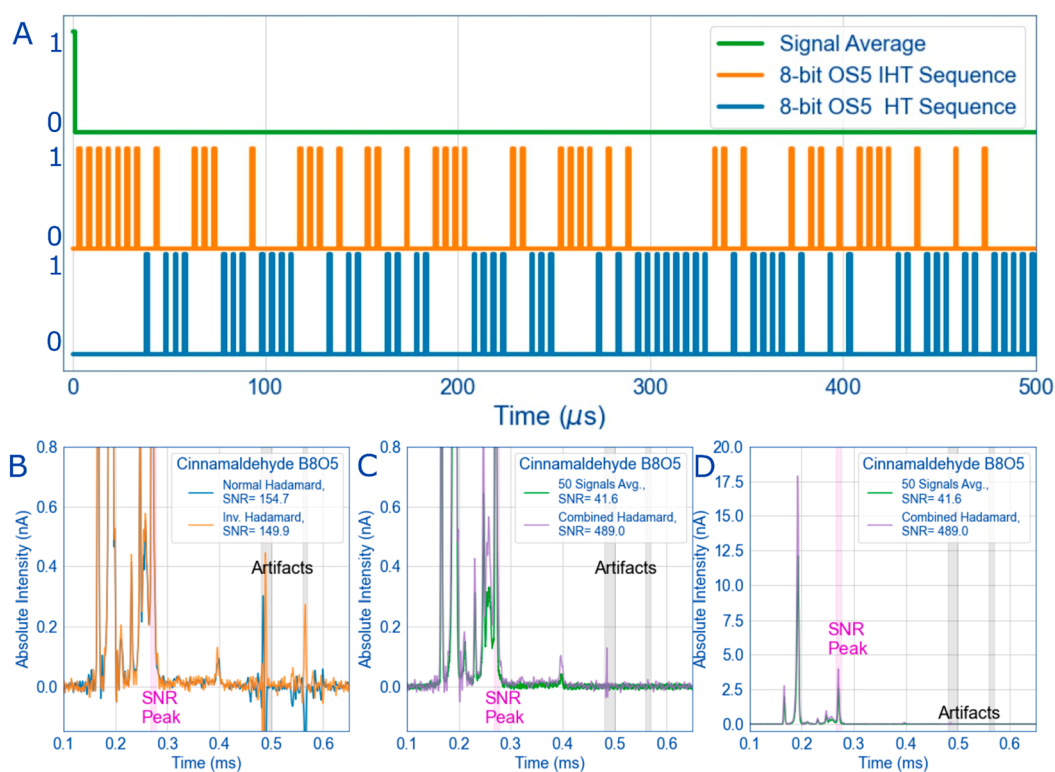 A
1
0
1
0
1
0
Signal Average
8-bit OS5 IHT Sequence
8-bit OS5 HT Sequence
0 100 200 300 400 500
Time (μs)
B
Absolute Intensity (nA)
0.8
0.6
0.4
0.2
0.0
Cinnamaldehyde B8O5
Normal Hadamard,
SNR= 154.7
Inv. Hadamard,
SNR= 149.9
Artifacts
SNR
Peak
0.1 0.2 0.3 0.4 0.5 0.6
Time (ms)
C
Absolute Intensity (nA)
0.8
0.6
0.4
0.2
0.0
Cinnamaldehyde B8O5
50 Signals Avg.,
SNR= 41.6
Combined Hadamard,
SNR= 489.0
Artifacts
SNR
Peak
0.1 0.2 0.3 0.4 0.5 0.6
Time (ms)
D
Absolute Intensity (nA)
20.0
17.5
15.0
12.5
10.0
7.5
5.0
2.5
0.0
Cinnamaldehyde B8O5
50 Signals Avg.,
SNR= 41.6
Combined Hadamard,
SNR= 489.0
SNR
Peak
Artifacts
0.1 0.2 0.3 0.4 0.5 0.6
Time (ms)